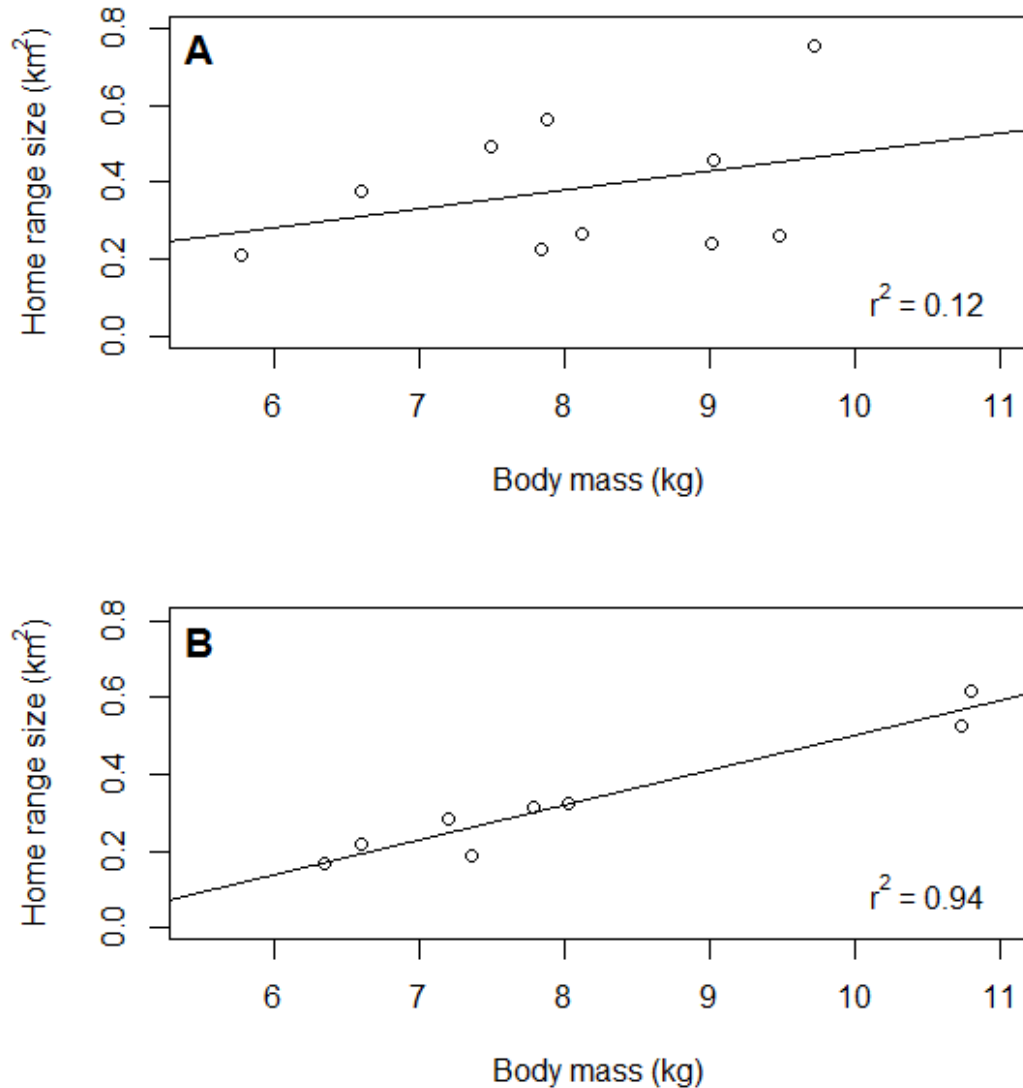 A
Home range size (km²)
0.0 0.2 0.4 0.6 0.8
r² = 0.12
6 7 8 9 10 11
Body mass (kg)
B
Home range size (km²)
0.0 0.2 0.4 0.6 0.8
r² = 0.94
6 7 8 9 10 11
Body mass (kg)